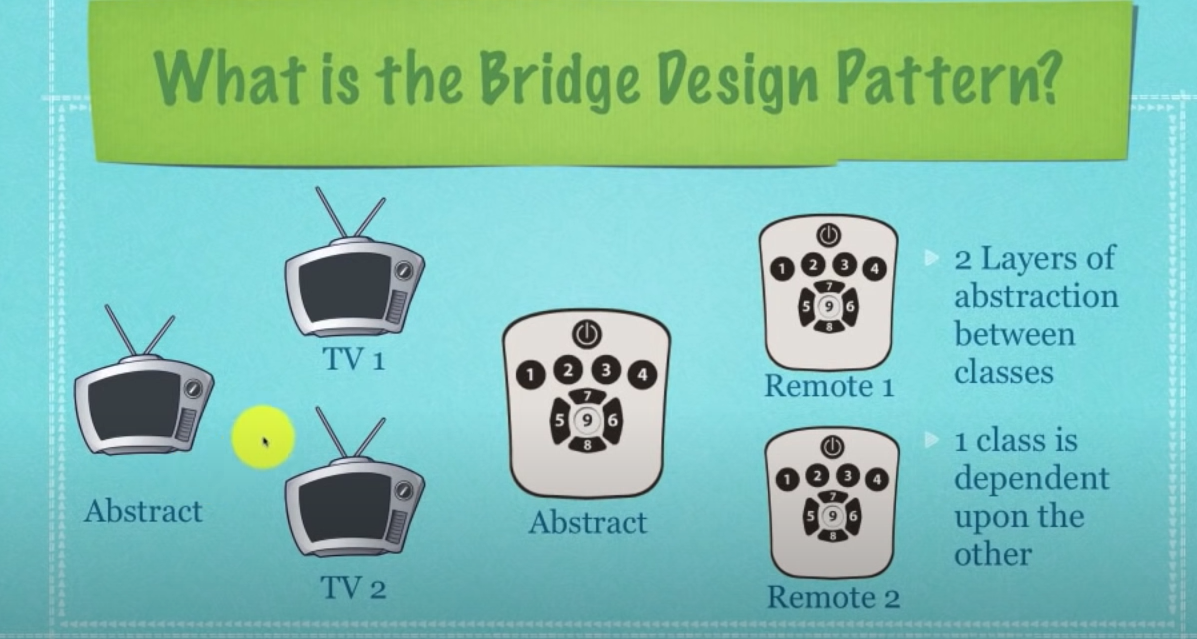 What is the Bridge Design Pattern?
TV 1
Abstract
TV 2
1 2 3 4
7
5 9 6
8
Abstract
1 2 3 4
7
5 9 6
8
Remote 1
1 2 3 4
7
5 9 6
8
Remote 2
2 Layers of
abstraction
between
classes
1 class is
dependent
upon the
other